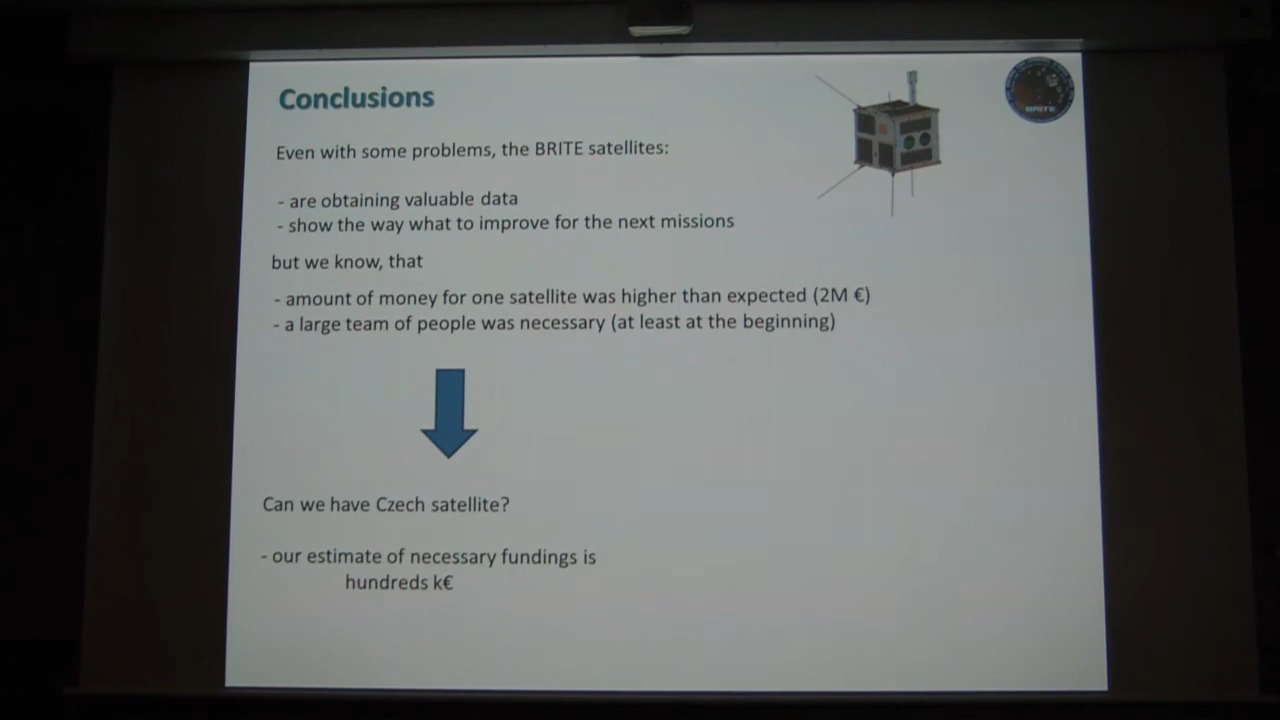 Conclusions
Even with some problems, the BRITE satellites:
- are obtaining valuable data
- show the way what to improve for the next missions
but we know, that
- amount of money for one satellite was higher than expected (2M €)
- a large team of people was necessary (at least at the beginning)
Can we have Czech satellite?
- our estimate of necessary fundings is
hundreds k€
BRITE